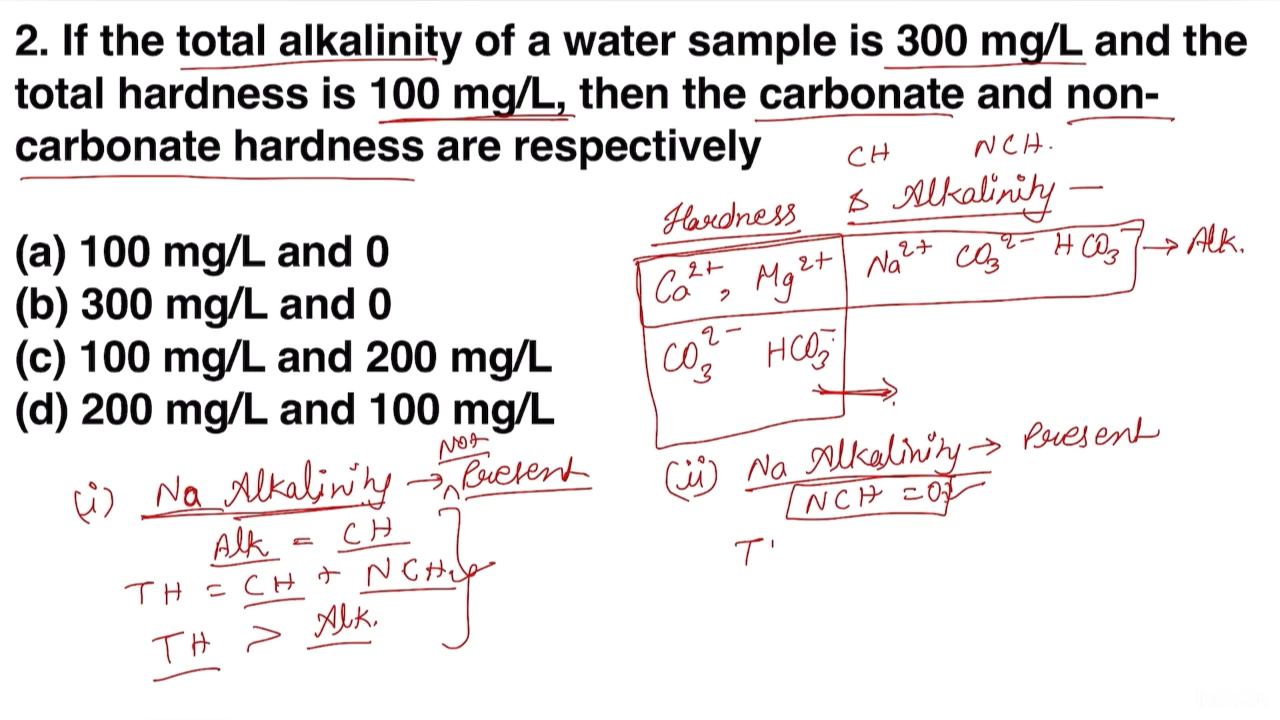 2. If the total alkalinity of a water sample is 300 mg/L and the
total hardness is 100 mg/L, then the carbonate and non-
carbonate hardness are respectively
CH NCH.
(a) 100 mg/L and 0
(b) 300 mg/L and 0
(c) 100 mg/L and 200 mg/L
(d) 200 mg/L and 100 mg/L
Hardness & Alkalinity —
Ca²⁺, Mg²⁺ Na²⁺ CO₃²⁻ HCO₃⁻ → Alk.
CO₃²⁻ HCO₃⁻ →
(i) Na Alkalinity → Not Present
Alk = CH
TH = CH + NCH
TH > Alk.
(ii) Na Alkalinity → Present
NCH = 0
T